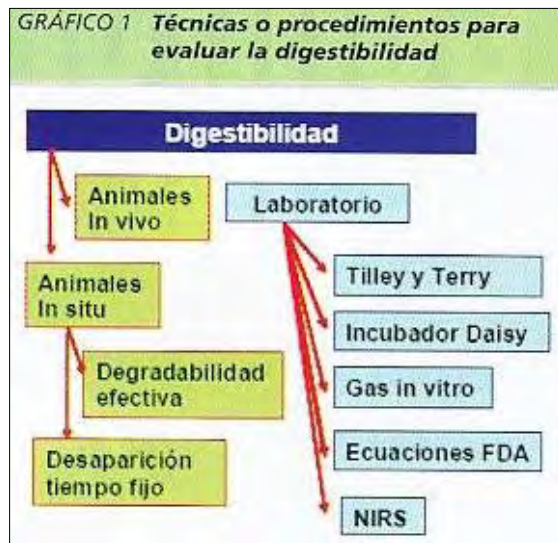 GRÁFICO 1 Técnicas o procedimientos para
evaluar la digestibilidad
Digestibilidad
Animales
In vivo
Animales
In situ
Degradabilidad
efectiva
Desaparición
tiempo fijo
Laboratorio
Tilley y Terry
Incubador Daisy
Gas in vitro
Ecuaciones FDA
NIRS